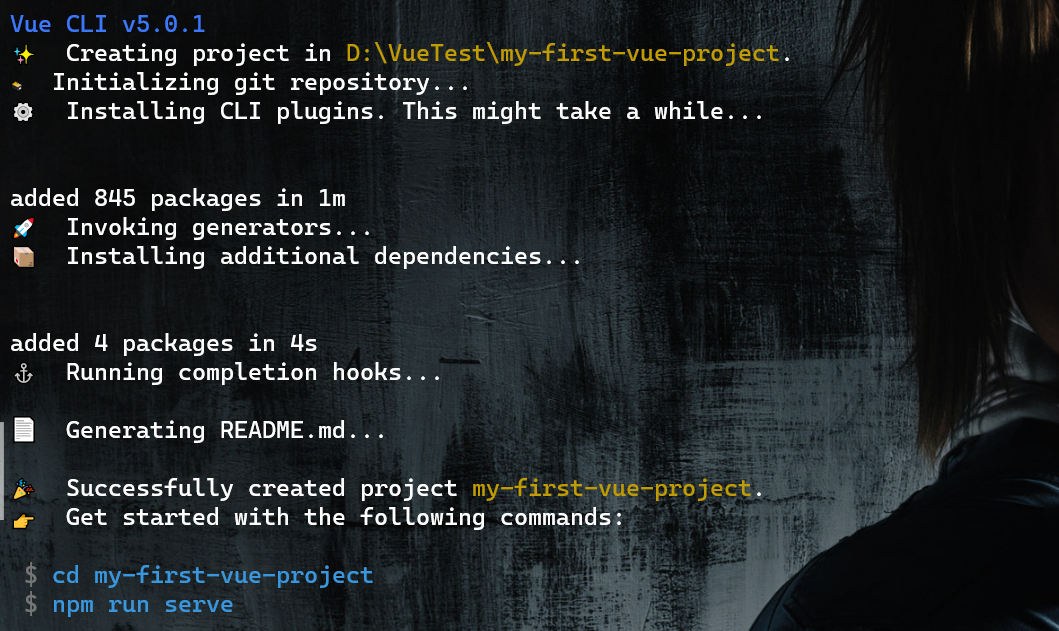 Vue CLI v5.0.1
✨ Creating project in D:\VueTest\my-first-vue-project.
Initializing git repository...
⚙️ Installing CLI plugins. This might take a while...
added 845 packages in 1m
🚀 Invoking generators...
📦 Installing additional dependencies...
added 4 packages in 4s
⚓ Running completion hooks...
📄 Generating README.md...
🎉 Successfully created project my-first-vue-project.
👉 Get started with the following commands:
$ cd my-first-vue-project
$ npm run serve